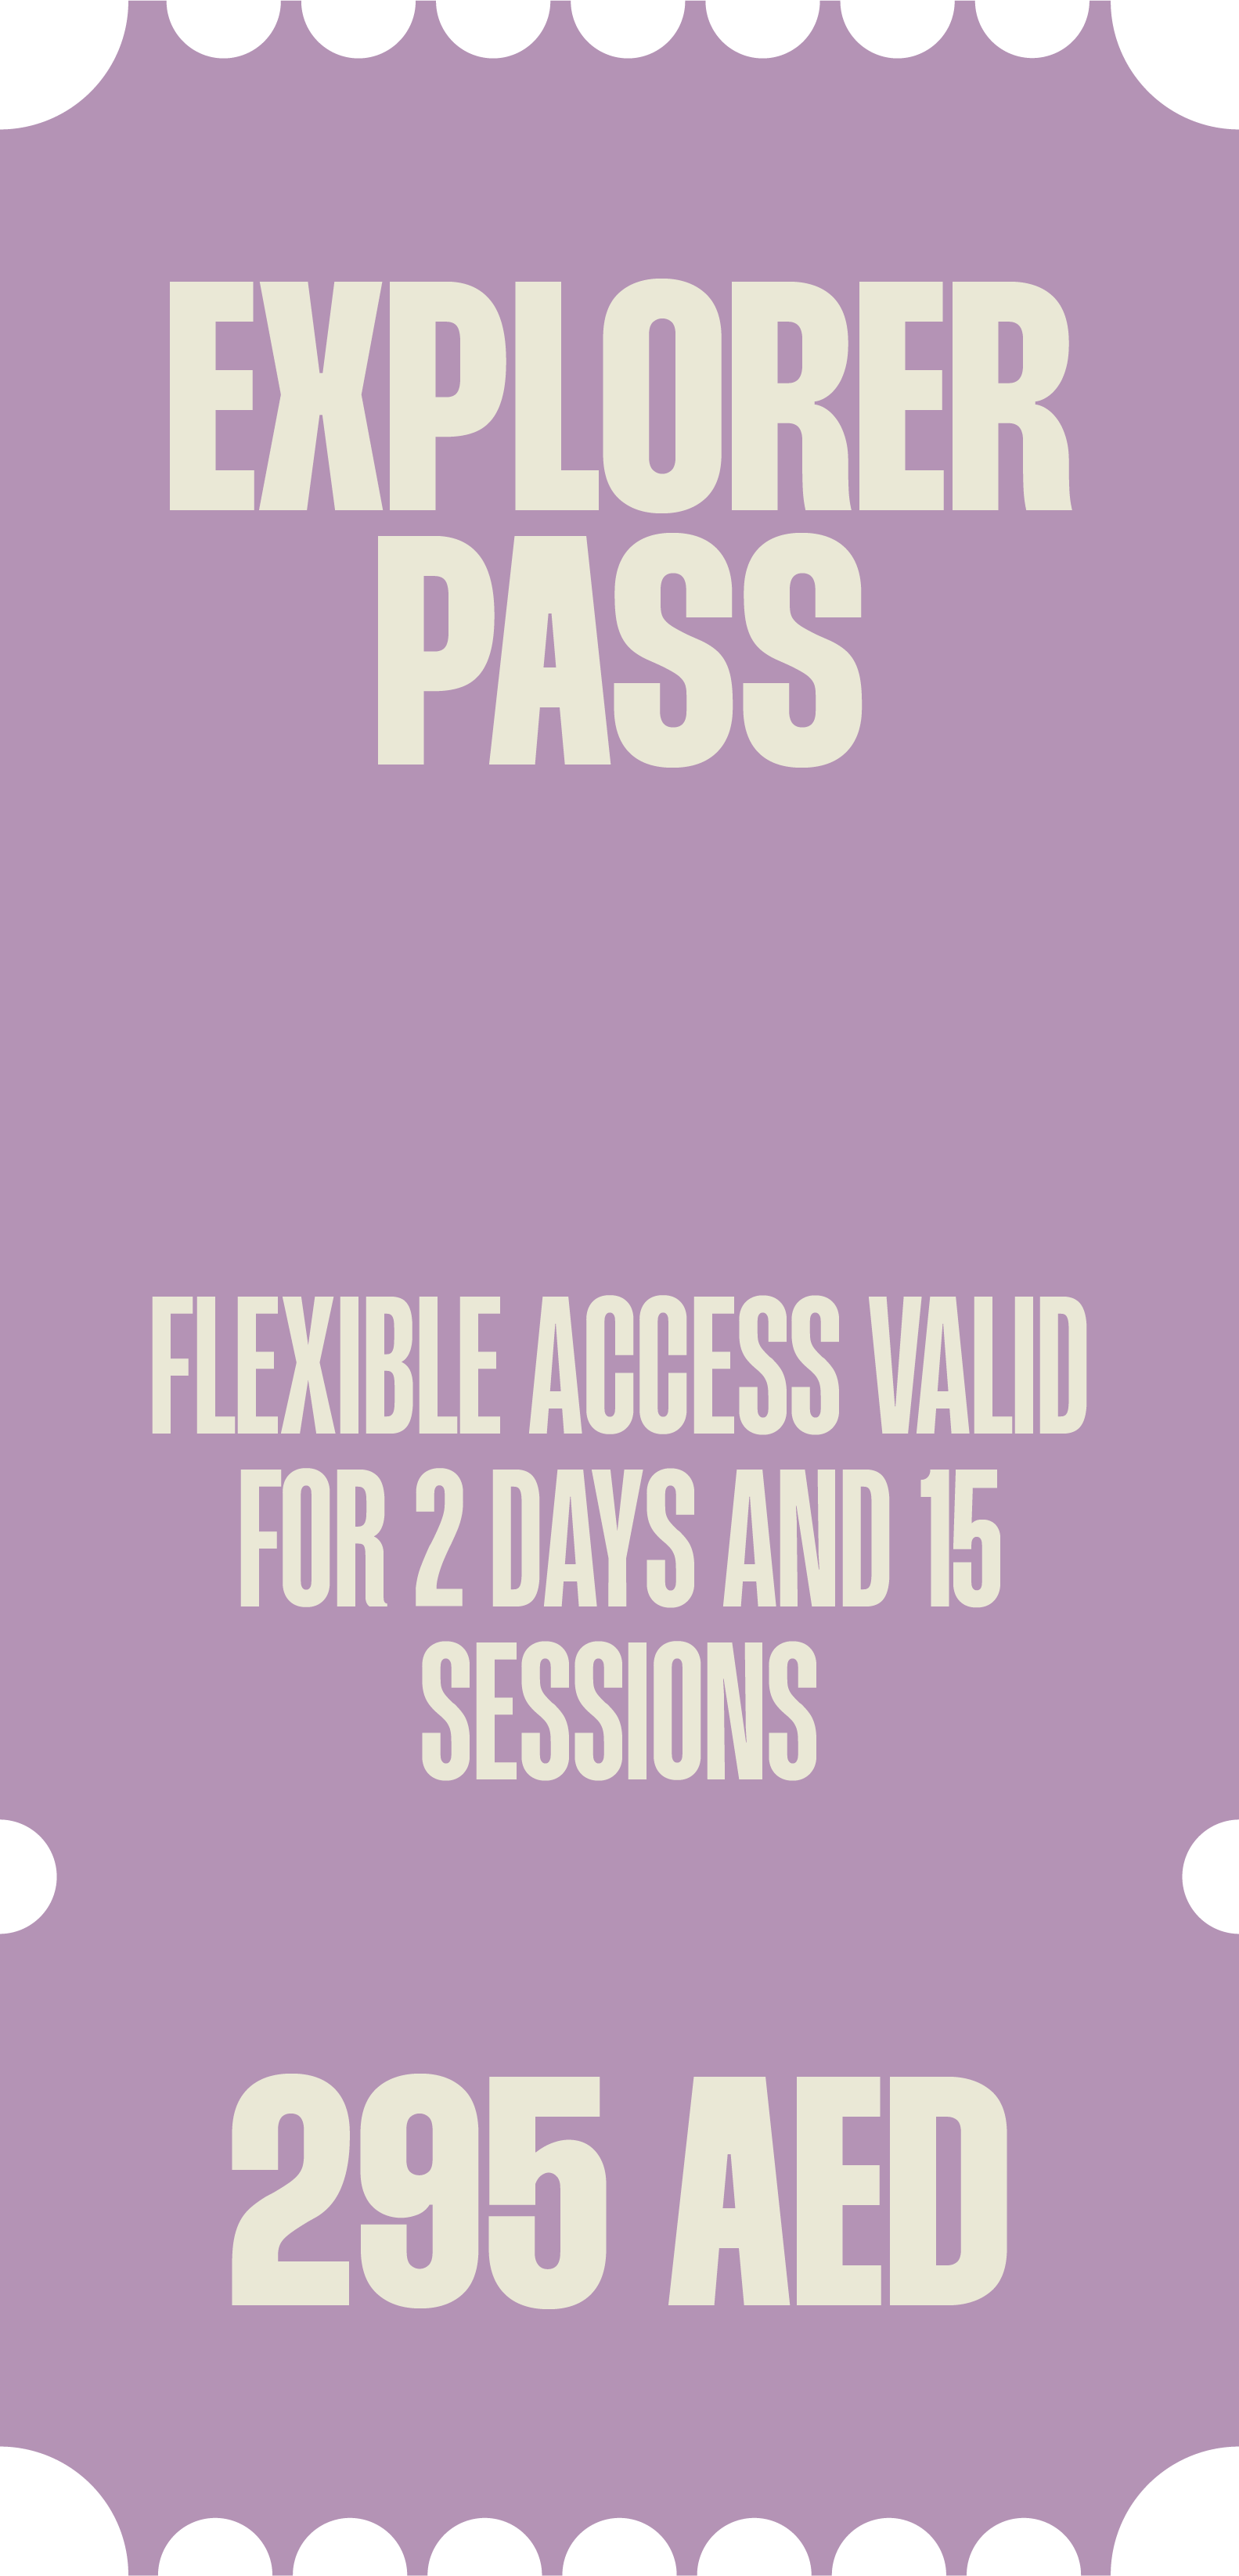 EXPLORER
PASS
FLEXIBLE ACCESS VALID
FOR 2 DAYS AND 15
SESSIONS
295 AED